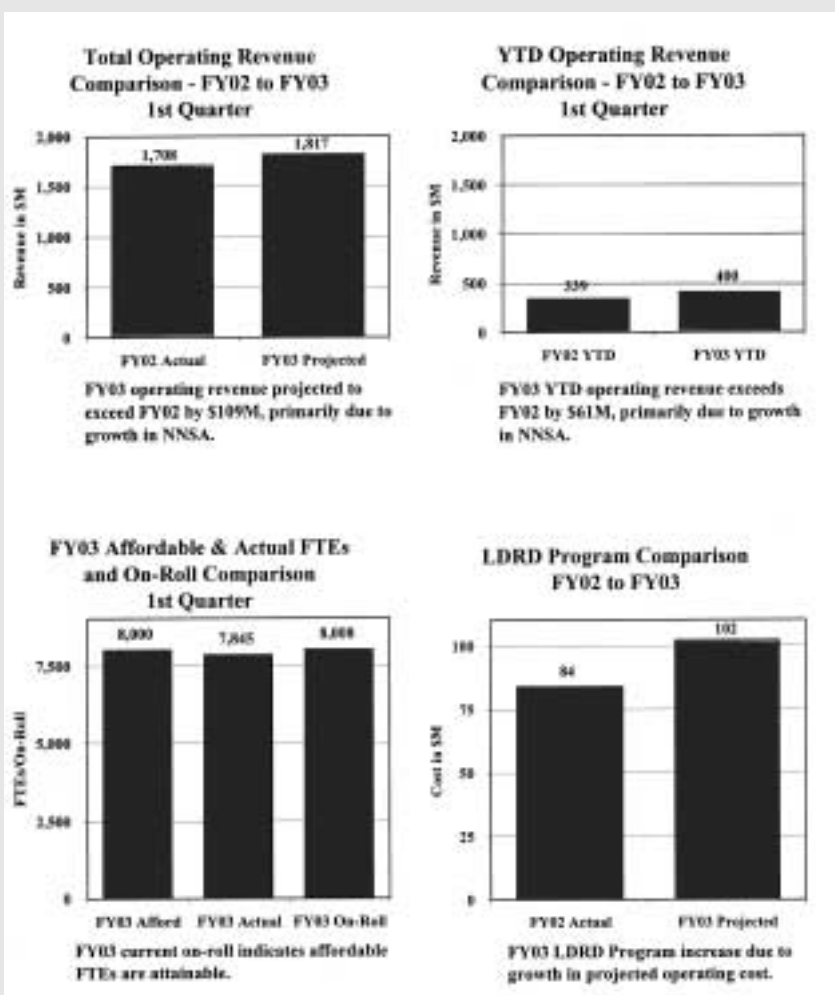 Total Operating Revenue
Comparison - FY02 to FY03
1st Quarter
2,000
1,500
1,000
500
0
Revenue in $M
1,708
1,817
FY02 Actual
FY03 Projected
FY03 operating revenue projected to
exceed FY02 by $109M, primarily due to
growth in NNSA.
YTD Operating Revenue
Comparison - FY02 to FY03
1st Quarter
2,000
1,500
1,000
500
0
Revenue in $M
339
400
FY02 YTD
FY03 YTD
FY03 YTD operating revenue exceeds
FY02 by $61M, primarily due to growth
in NNSA.
FY03 Affordable & Actual FTEs
and On-Roll Comparison
1st Quarter
7,500
5,000
2,500
0
FTEs/On-Roll
8,000
7,845
FY03 Afford
FY03 Actual
FY03 On-Roll
FY03 current on-roll indicates affordable
FTEs are attainable.
LDRD Program Comparison
FY02 to FY03
100
75
50
25
0
Cost in $M
84
102
FY02 Actual
FY03 Projected
FY03 LDRD Program increase due to
growth in projected operating cost.